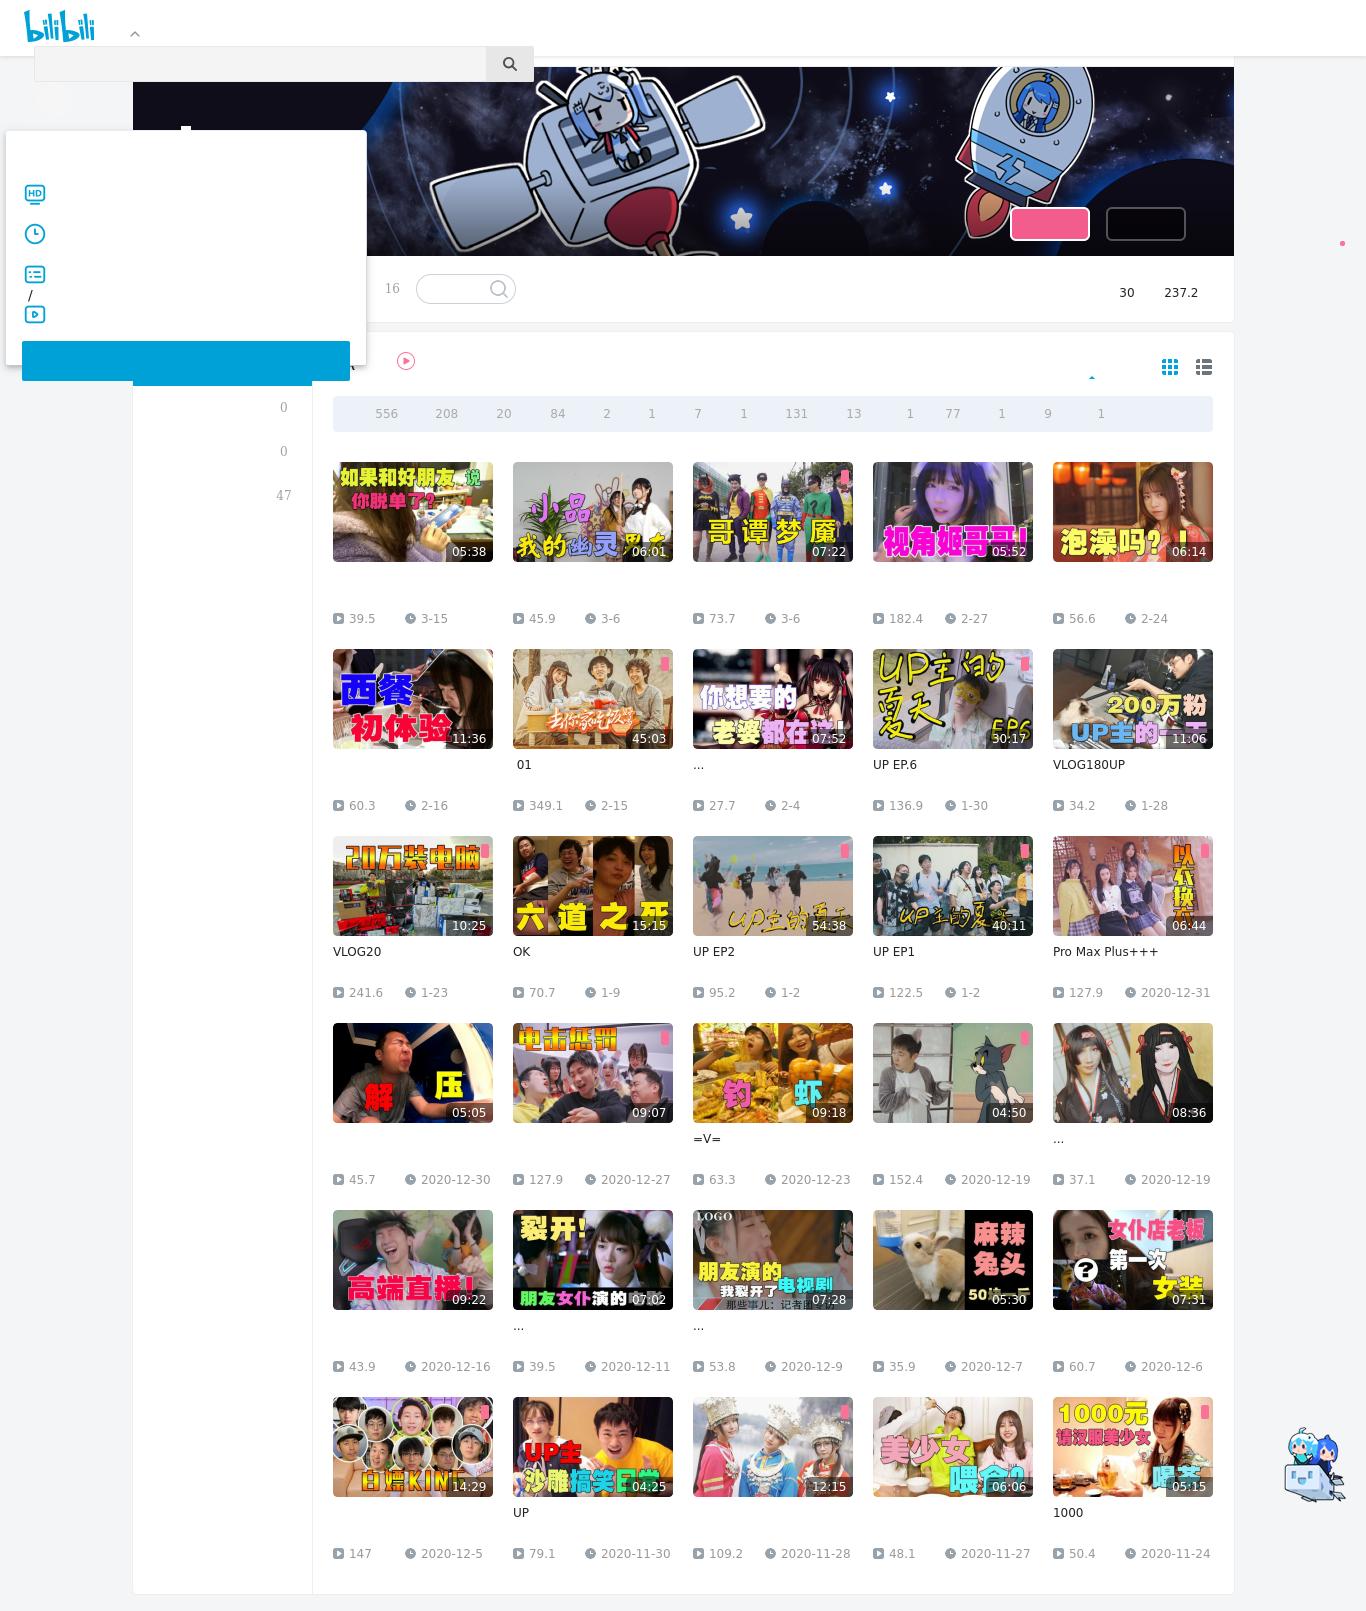 bilibili
HD
/
16
30 237.2
0
0
47
556 208 20 84 2 1 7 1 131 13 1 77 1 9 1
如果和好朋友说
你脱单了?
05:38
小品
我的幽灵
06:01
哥谭梦魇
07:22
视角姬哥哥!
05:52
泡澡吗?!
06:14
39.5 3-15
45.9 3-6
73.7 3-6
182.4 2-27
56.6 2-24
西餐
初体验
11:36
去你家吃饭
45:03
你想要的
老婆都在这!
07:52
UP主的
夏天
EP6
30:17
200万粉
UP主的一天
11:06
01
...
UP EP.6
VLOG180UP
60.3 2-16
349.1 2-15
27.7 2-4
136.9 1-30
34.2 1-28
20万装电脑
10:25
六道之死
15:15
UP主的夏天
54:38
UP主的夏天
40:11
以衣换衣
06:44
VLOG20
OK
UP EP2
UP EP1
Pro Max Plus+++
241.6 1-23
70.7 1-9
95.2 1-2
122.5 1-2
127.9 2020-12-31
解压
05:05
电击惩罚
09:07
钓虾
09:18
04:50
08:36
=V=
...
45.7 2020-12-30
127.9 2020-12-27
63.3 2020-12-23
152.4 2020-12-19
37.1 2020-12-19
高端直播!
09:22
裂开!
朋友女仆演的
07:02
LOGO
朋友演的
电视剧
我裂开了
那些事儿：记者团
07:28
麻辣
兔头
05:30
女仆店老板
第一次
?
女装
07:31
...
...
43.9 2020-12-16
39.5 2020-12-11
53.8 2020-12-9
35.9 2020-12-7
60.7 2020-12-6
白嫖KING
14:29
UP主
沙雕搞笑日常
04:25
12:15
美少女
喂食?
06:06
1000元
请汉服美少女
喝茶
05:15
UP
1000
147 2020-12-5
79.1 2020-11-30
109.2 2020-11-28
48.1 2020-11-27
50.4 2020-11-24